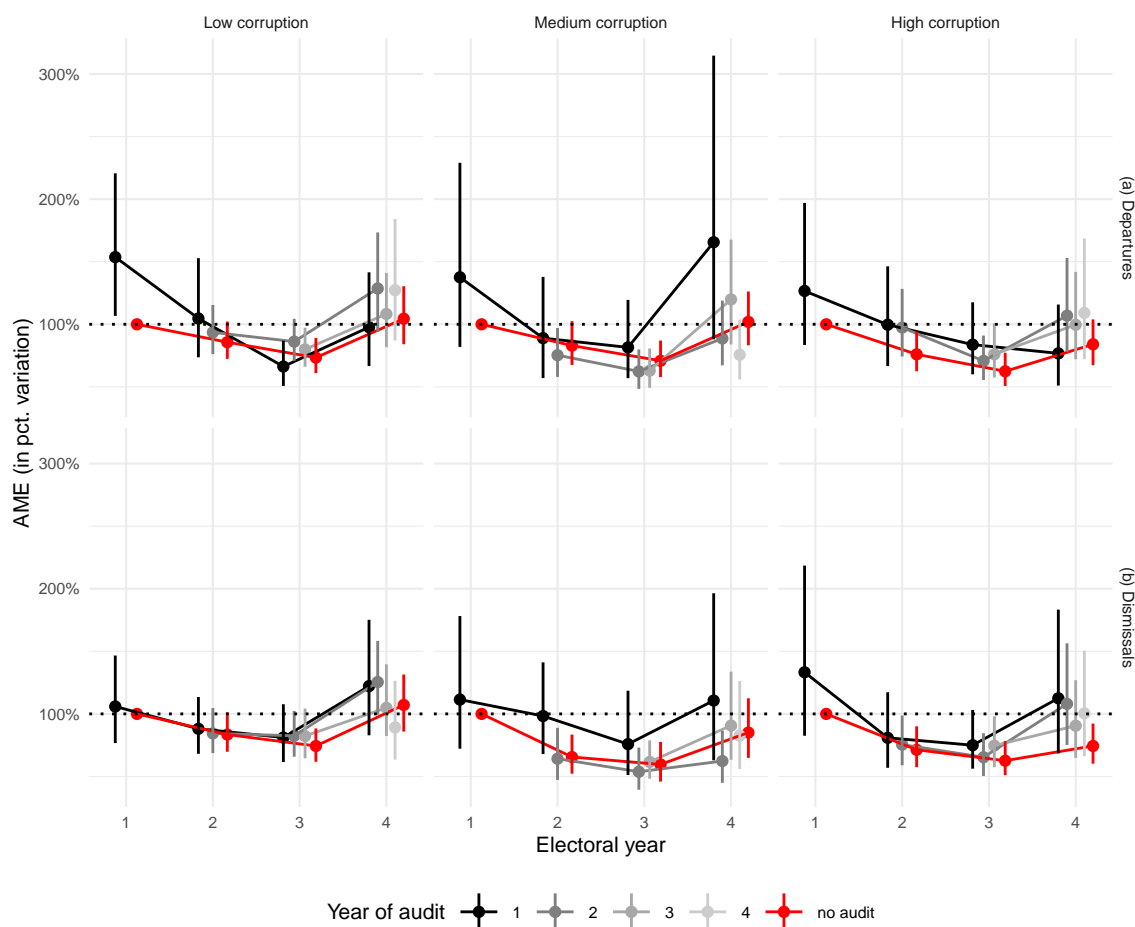 Low corruption
Medium corruption
High corruption
300%
200%
100%
(a) Departures
300%
200%
100%
(b) Dismissals
AME (in pct. variation)
1 2 3 4
1 2 3 4
1 2 3 4
Electoral year
Year of audit 1 2 3 4 no audit